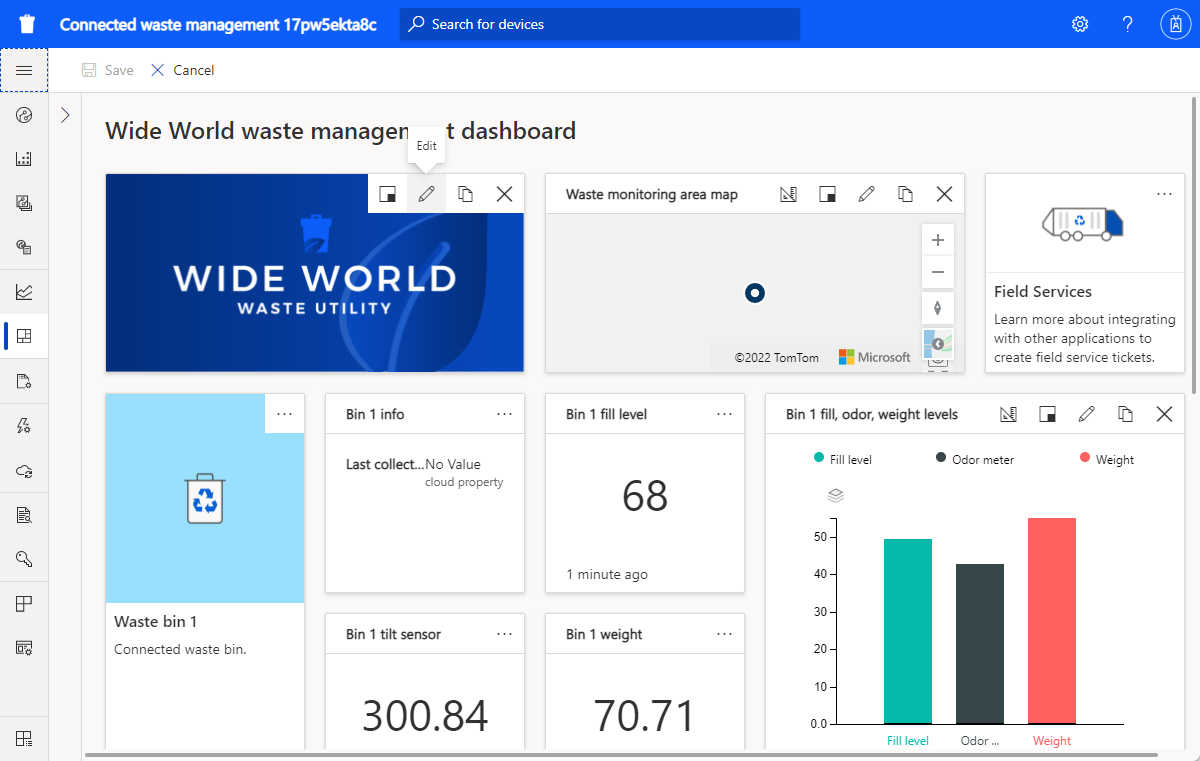 Connected waste management 17pw5ekta8c
Search for devices
Save
Cancel
Wide World waste management dashboard
Edit
WIDE WORLD
WASTE UTILITY
Waste monitoring area map
©2022 TomTom
Microsoft
Field Services
Learn more about integrating
with other applications to
create field service tickets.
Waste bin 1
Connected waste bin.
Bin 1 info
Last collect...No Value
cloud property
Bin 1 fill level
68
1 minute ago
Bin 1 tilt sensor
300.84
Bin 1 weight
70.71
Bin 1 fill, odor, weight levels
Fill level
Odor meter
Weight
50
40
30
20
10
0.0
Fill level
Odor ...
Weight